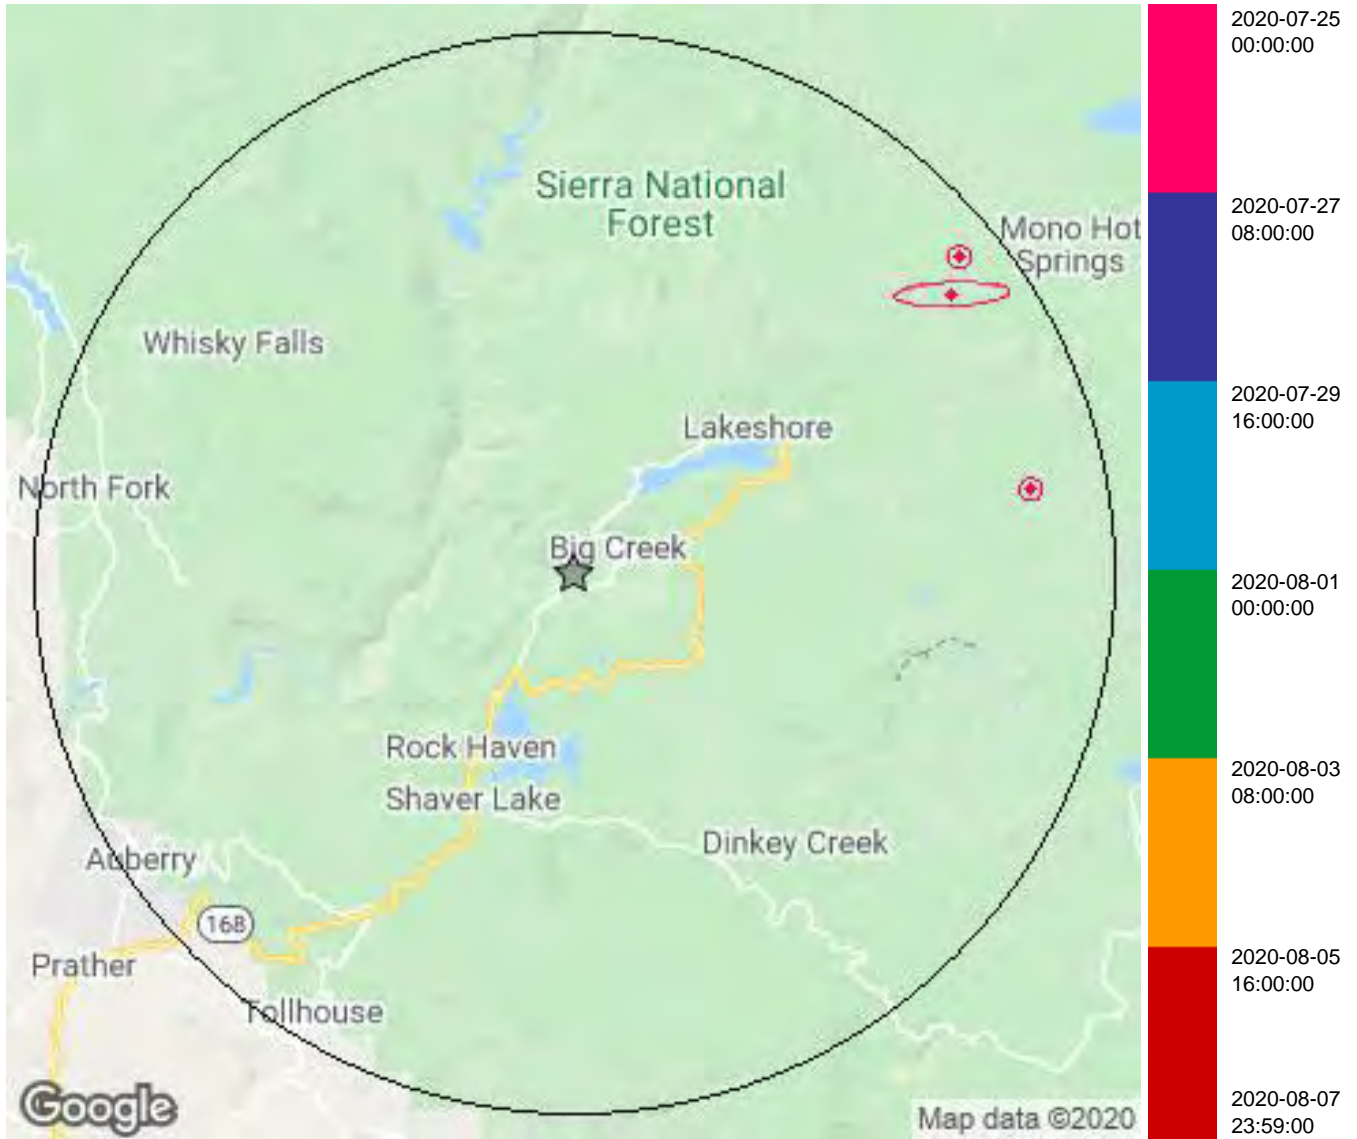 Sierra National
Forest
Mono Hot
Springs
Whisky Falls
Lakeshore
North Fork
Big Creek
Rock Haven
Shaver Lake
Dinkey Creek
Auberry
168
Prather
Tollhouse
Google
Map data ©2020
2020-07-25
00:00:00
2020-07-27
08:00:00
2020-07-29
16:00:00
2020-08-01
00:00:00
2020-08-03
08:00:00
2020-08-05
16:00:00
2020-08-07
23:59:00